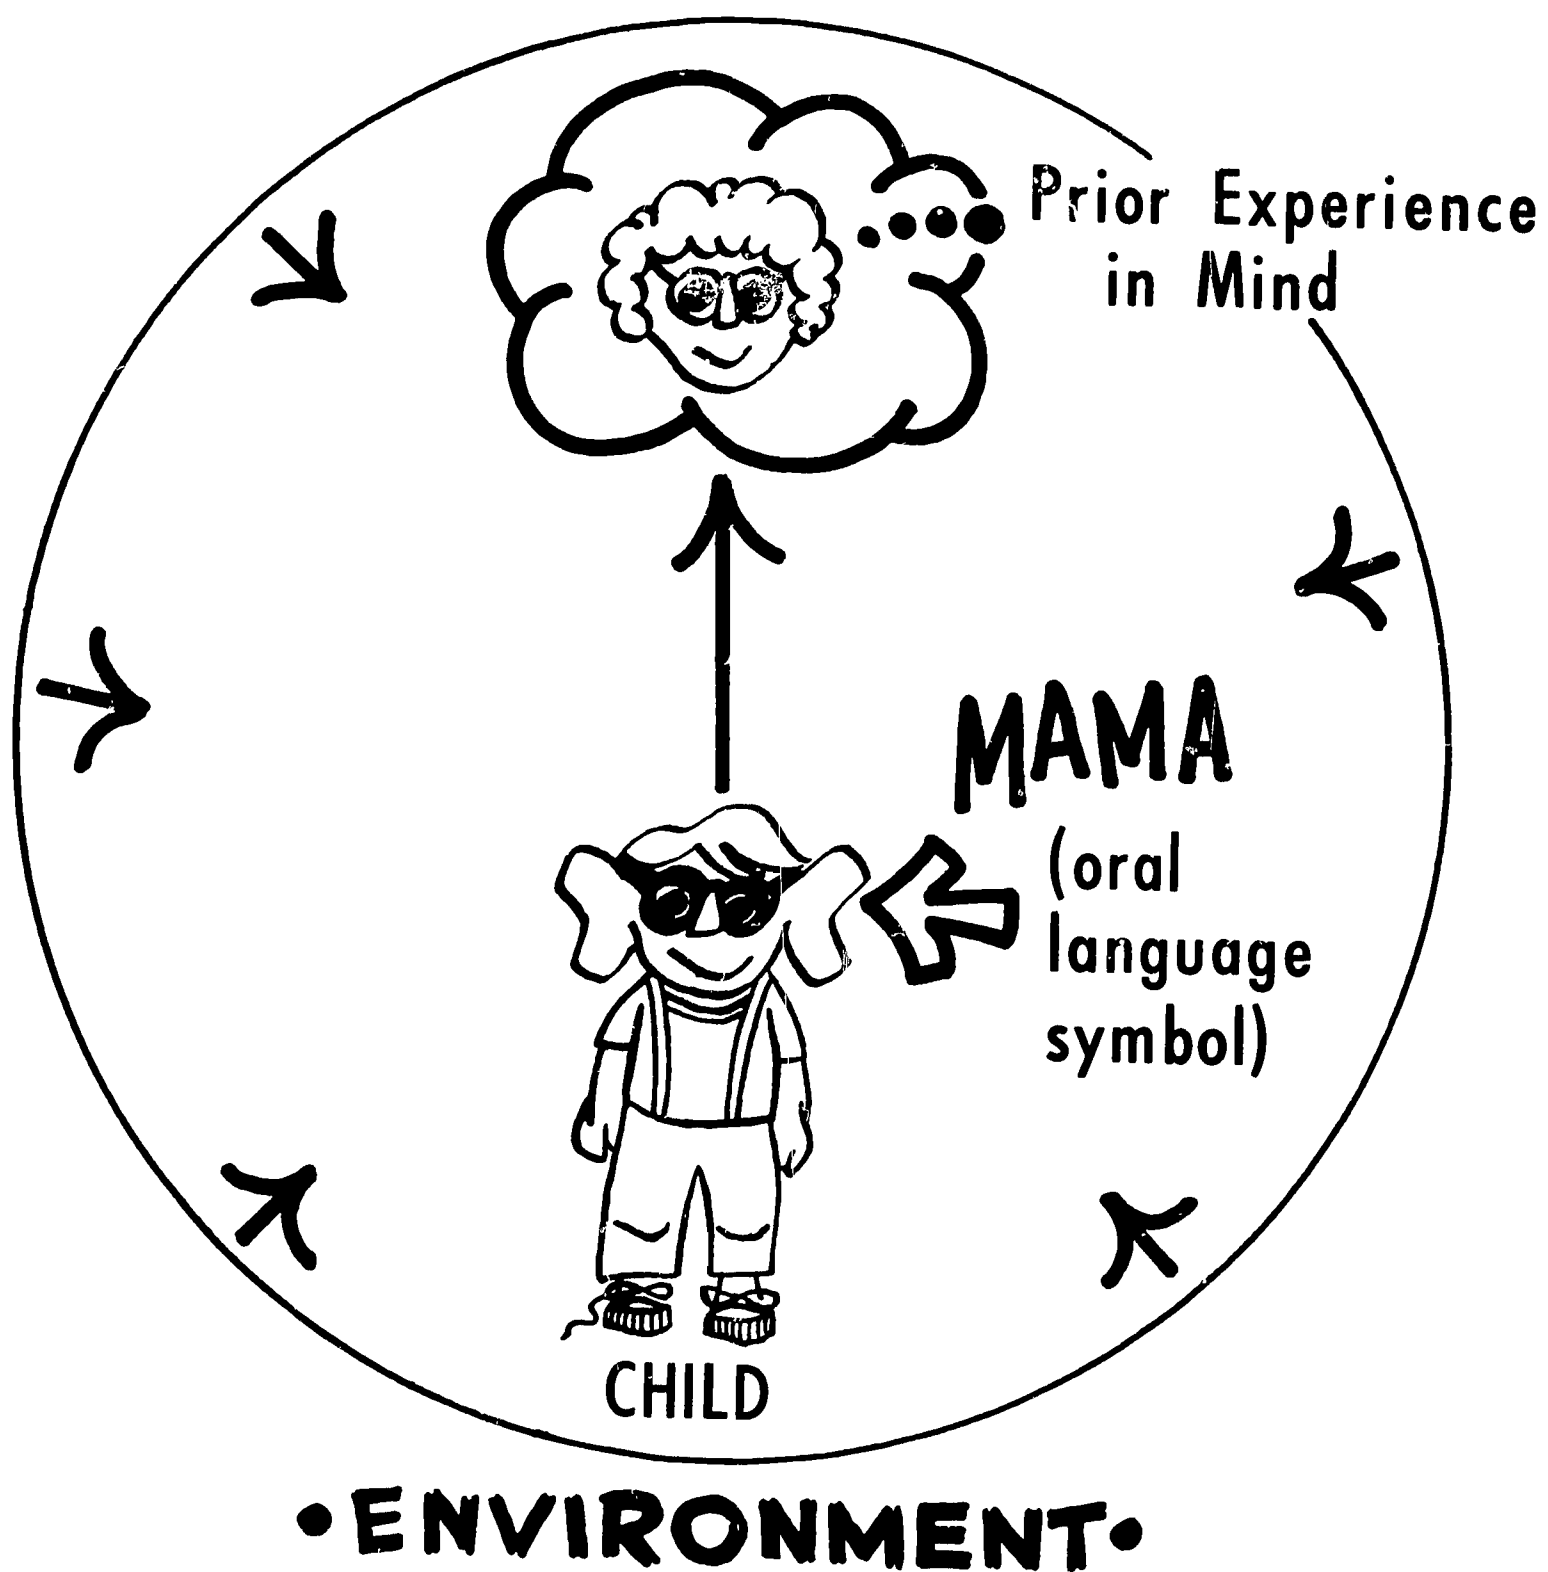 Prior Experience
in Mind
MAMA
(oral
language
symbol)
CHILD
•ENVIRONMENT•